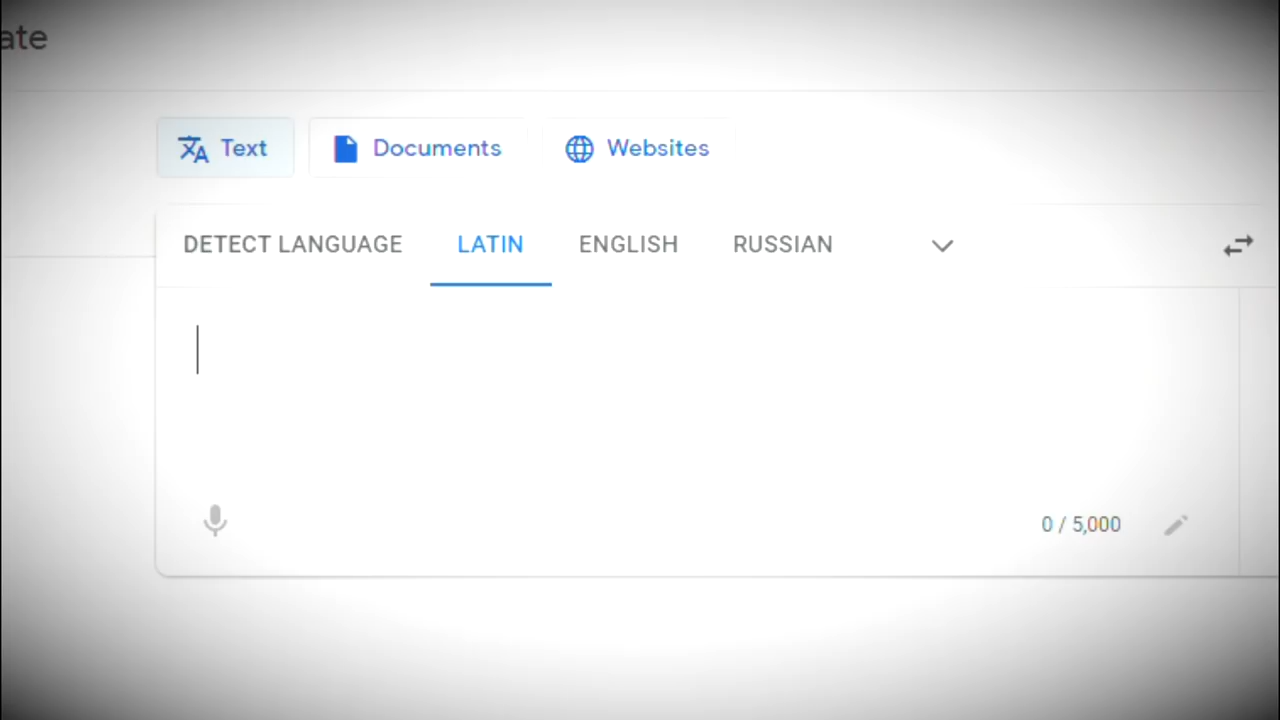 ate
Text Documents Websites
DETECT LANGUAGE LATIN ENGLISH RUSSIAN
0 / 5,000